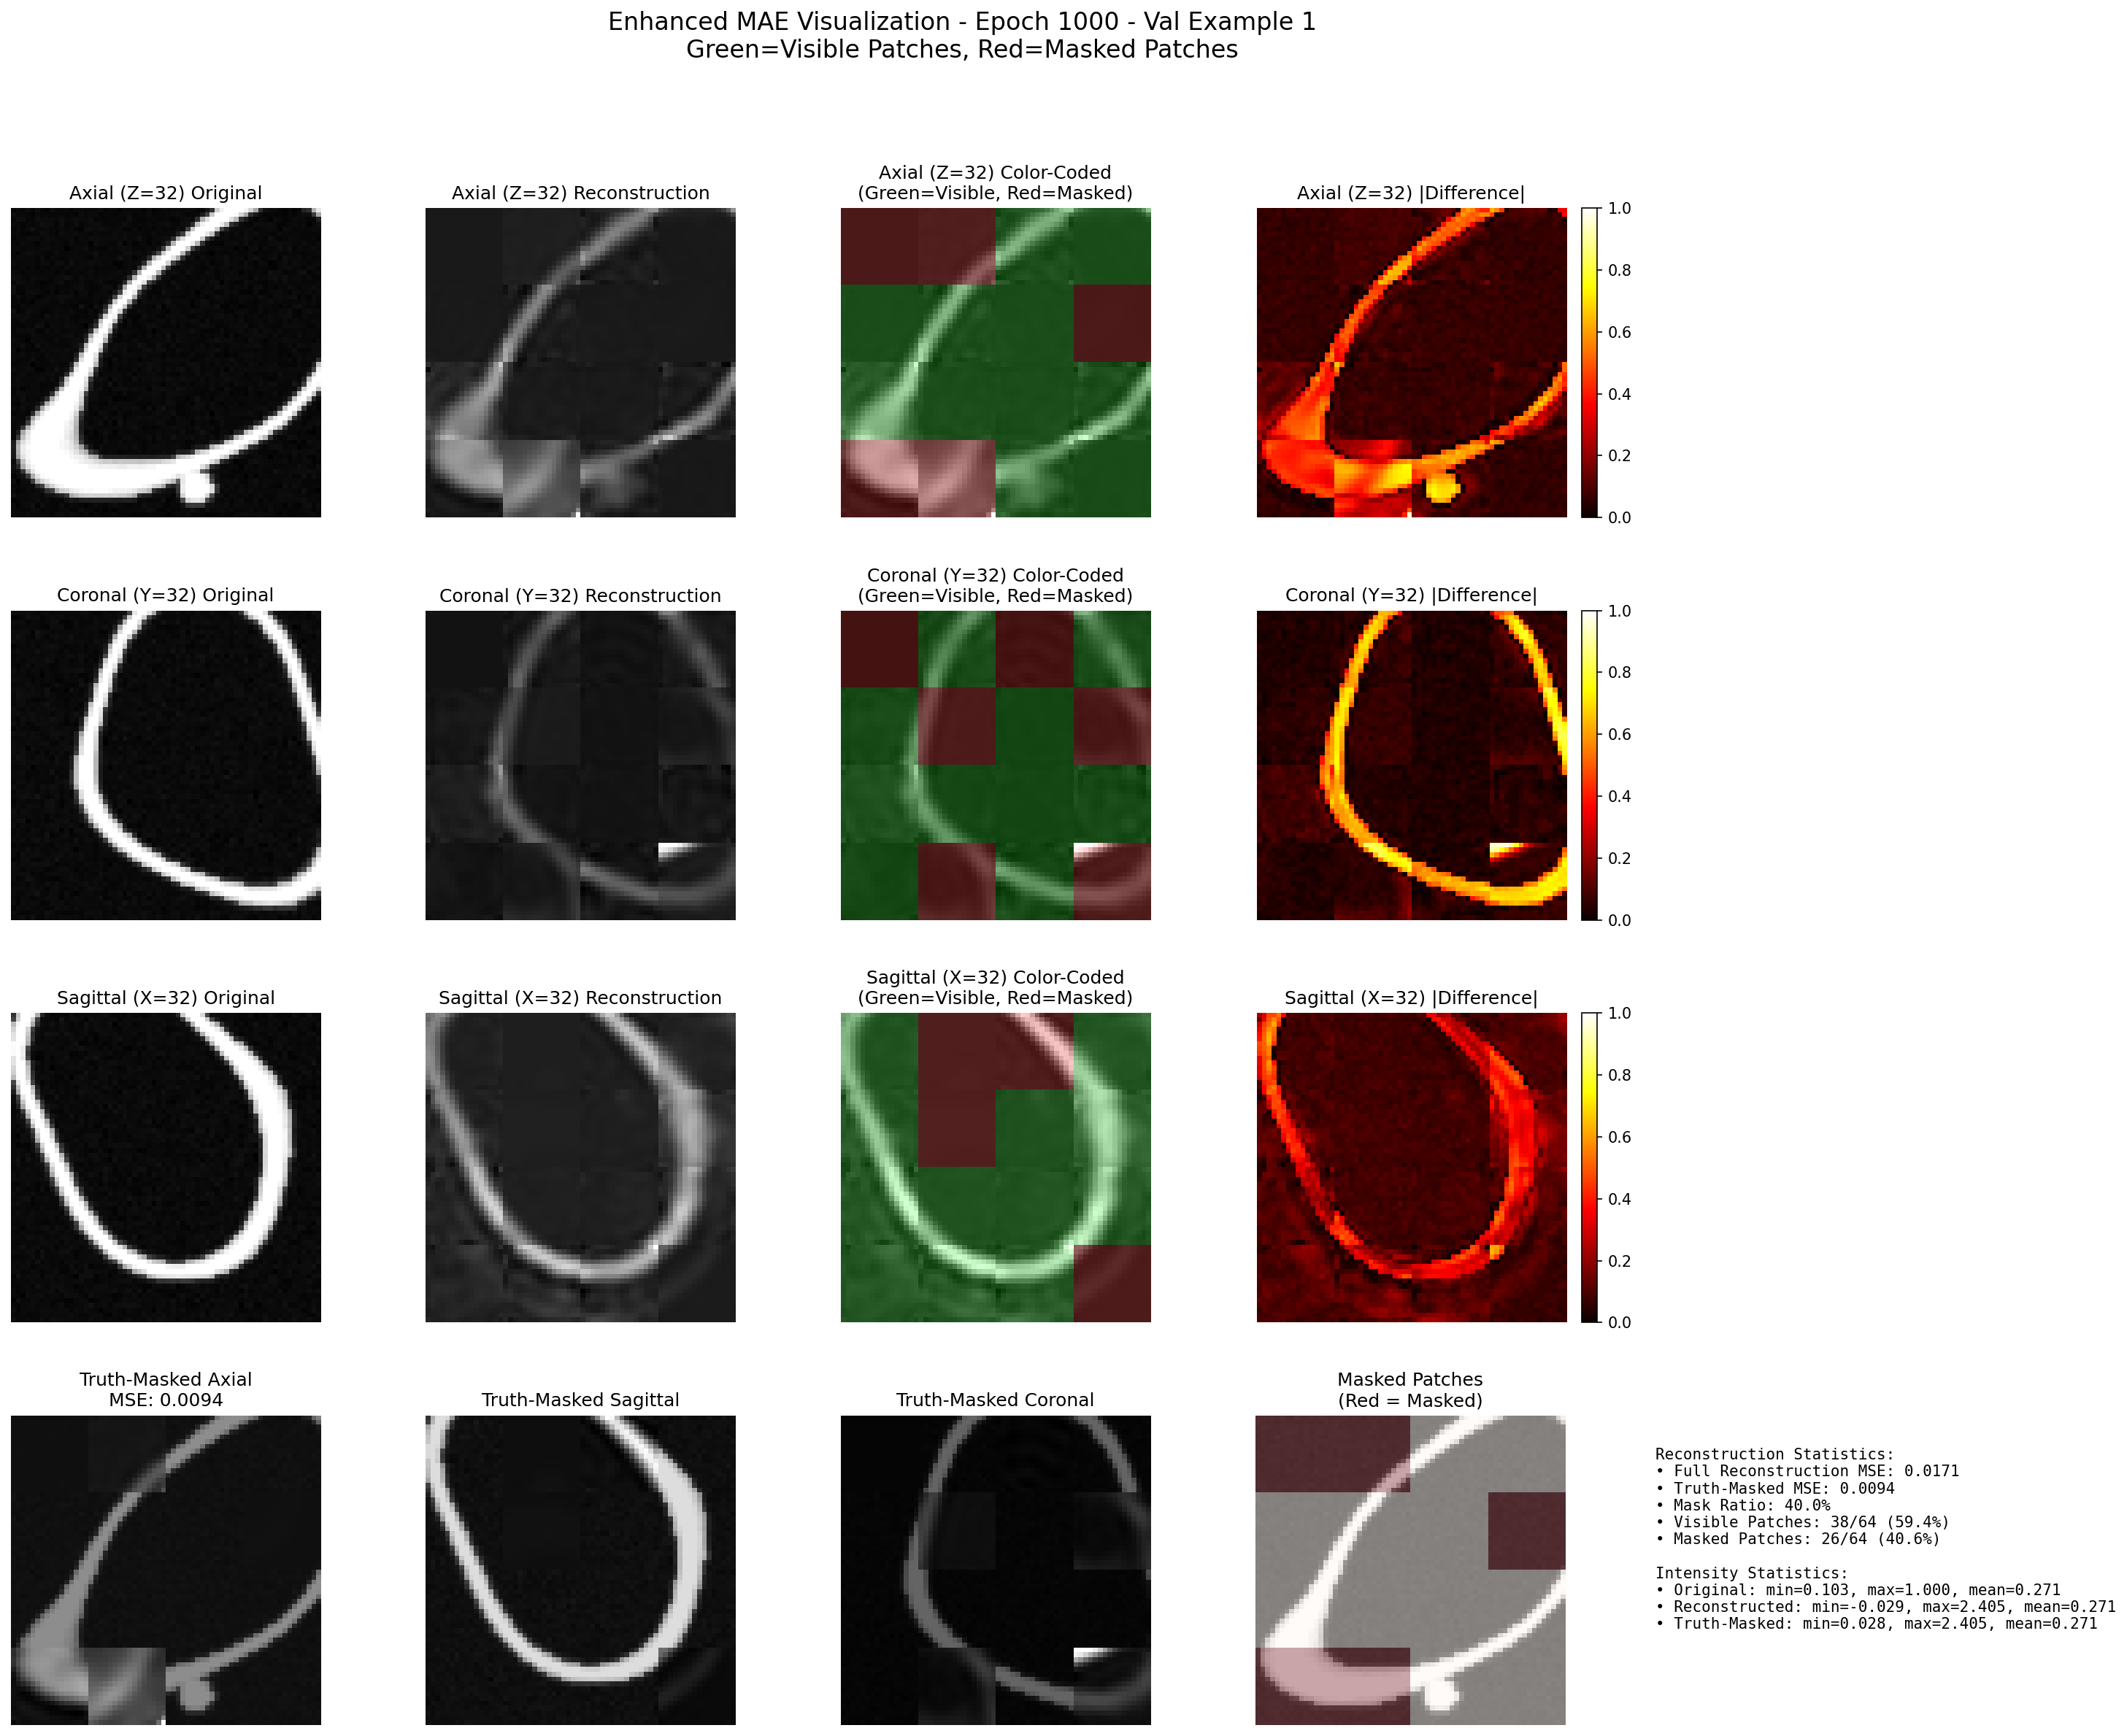 Enhanced MAE Visualization - Epoch 1000 - Val Example 1
Green=Visible Patches, Red=Masked Patches
Axial (Z=32) Original
Axial (Z=32) Reconstruction
Axial (Z=32) Color-Coded
(Green=Visible, Red=Masked)
Axial (Z=32) |Difference|
1.0
0.8
0.6
0.4
0.2
0.0
Coronal (Y=32) Original
Coronal (Y=32) Reconstruction
Coronal (Y=32) Color-Coded
(Green=Visible, Red=Masked)
Coronal (Y=32) |Difference|
1.0
0.8
0.6
0.4
0.2
0.0
Sagittal (X=32) Original
Sagittal (X=32) Reconstruction
Sagittal (X=32) Color-Coded
(Green=Visible, Red=Masked)
Sagittal (X=32) |Difference|
1.0
0.8
0.6
0.4
0.2
0.0
Truth-Masked Axial
MSE: 0.0094
Truth-Masked Sagittal
Truth-Masked Coronal
Masked Patches
(Red = Masked)
Reconstruction Statistics:
• Full Reconstruction MSE: 0.0171
• Truth-Masked MSE: 0.0094
• Mask Ratio: 40.0%
• Visible Patches: 38/64 (59.4%)
• Masked Patches: 26/64 (40.6%)
Intensity Statistics:
• Original: min=0.103, max=1.000, mean=0.271
• Reconstructed: min=-0.029, max=2.405, mean=0.271
• Truth-Masked: min=0.028, max=2.405, mean=0.271